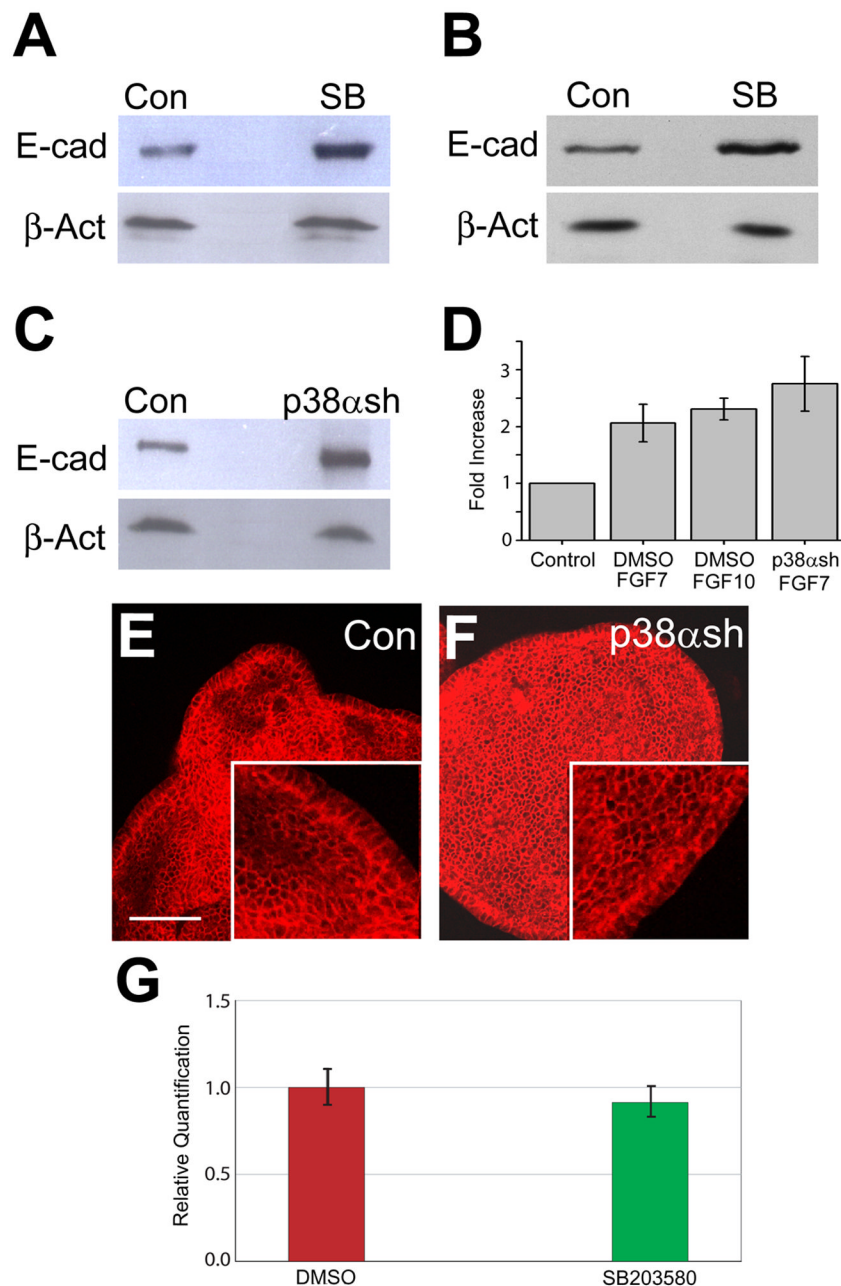 A
Con SB
E-cad
β-Act
B
Con SB
E-cad
β-Act
C
Con p38αsh
E-cad
β-Act
D
Fold Increase
3
2
1
0
Control
DMSO
FGF7
DMSO
FGF10
p38αsh
FGF7
E
Con
F
p38αsh
G
Relative Quantification
1.5
1.0
0.5
0.0
DMSO
SB203580